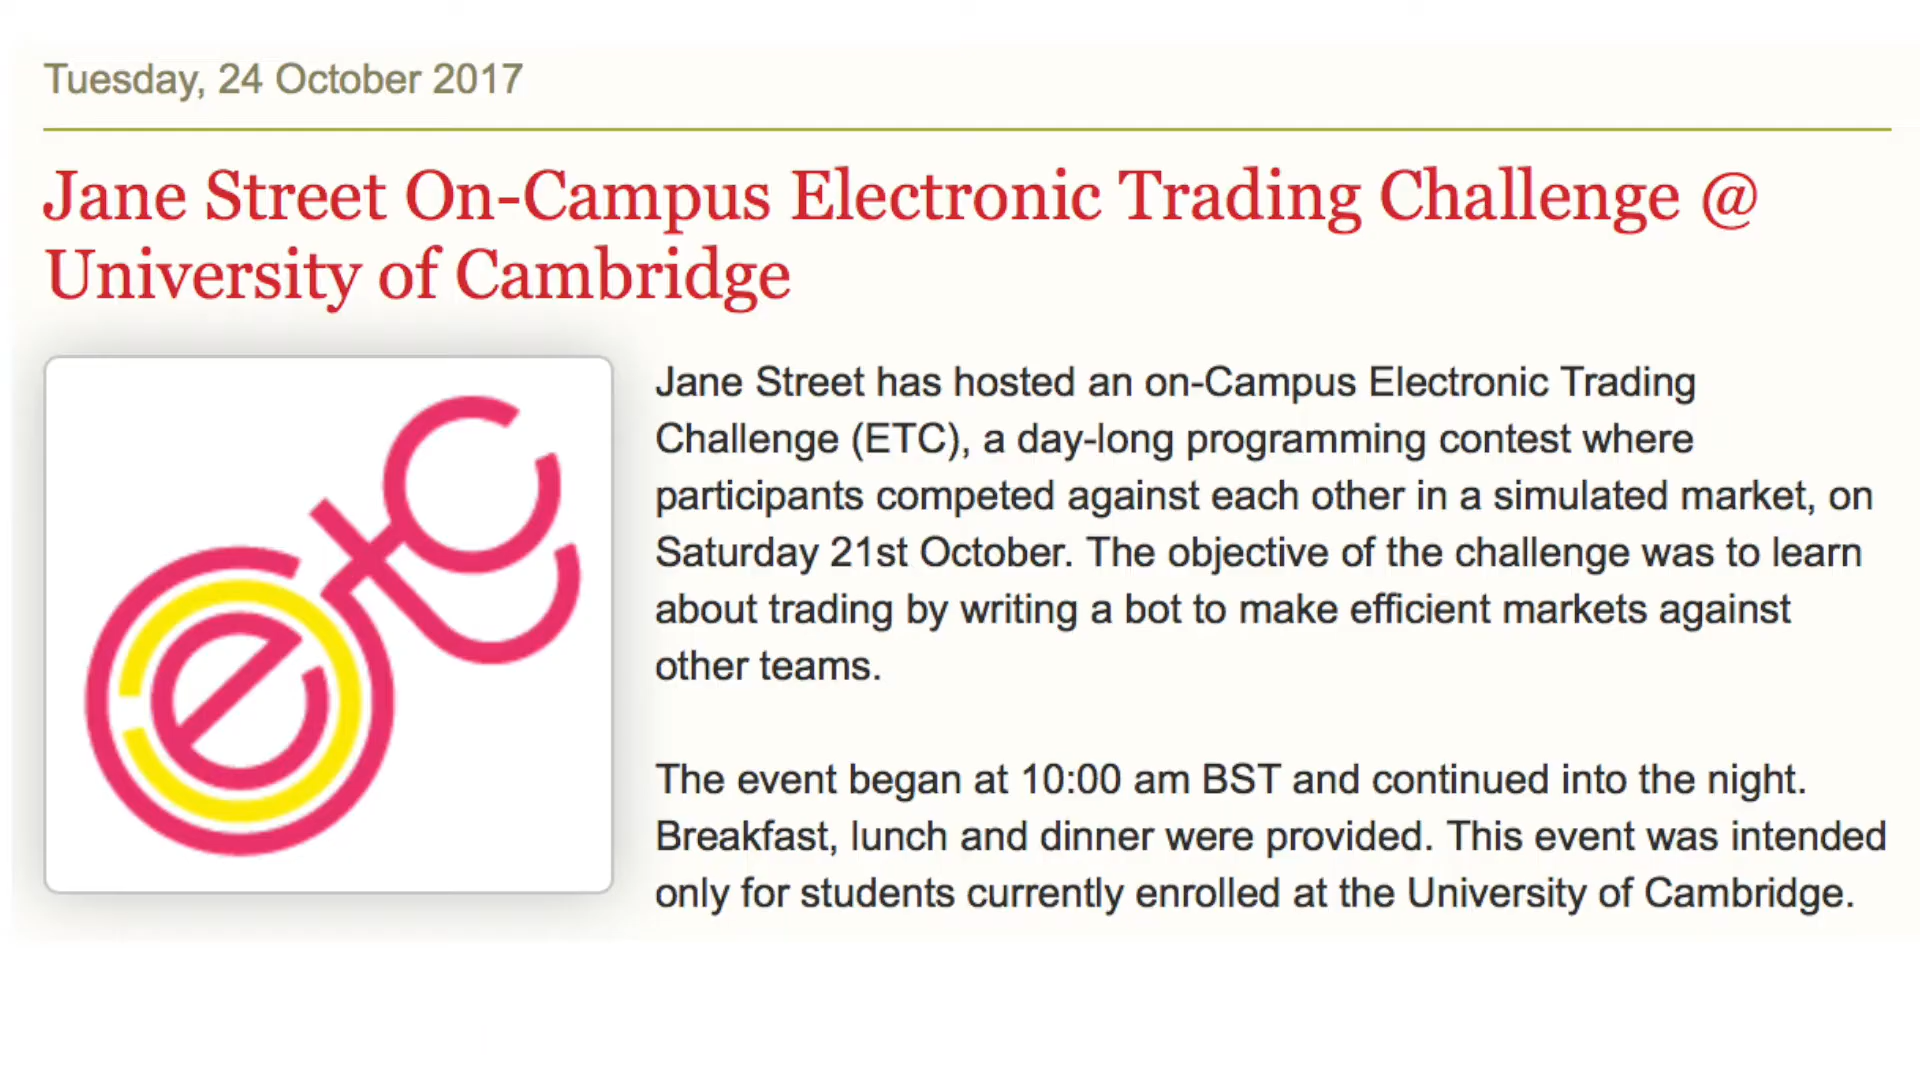 Tuesday, 24 October 2017
Jane Street On-Campus Electronic Trading Challenge @
University of Cambridge
etc
Jane Street has hosted an on-Campus Electronic Trading
Challenge (ETC), a day-long programming contest where
participants competed against each other in a simulated market, on
Saturday 21st October. The objective of the challenge was to learn
about trading by writing a bot to make efficient markets against
other teams.
The event began at 10:00 am BST and continued into the night.
Breakfast, lunch and dinner were provided. This event was intended
only for students currently enrolled at the University of Cambridge.